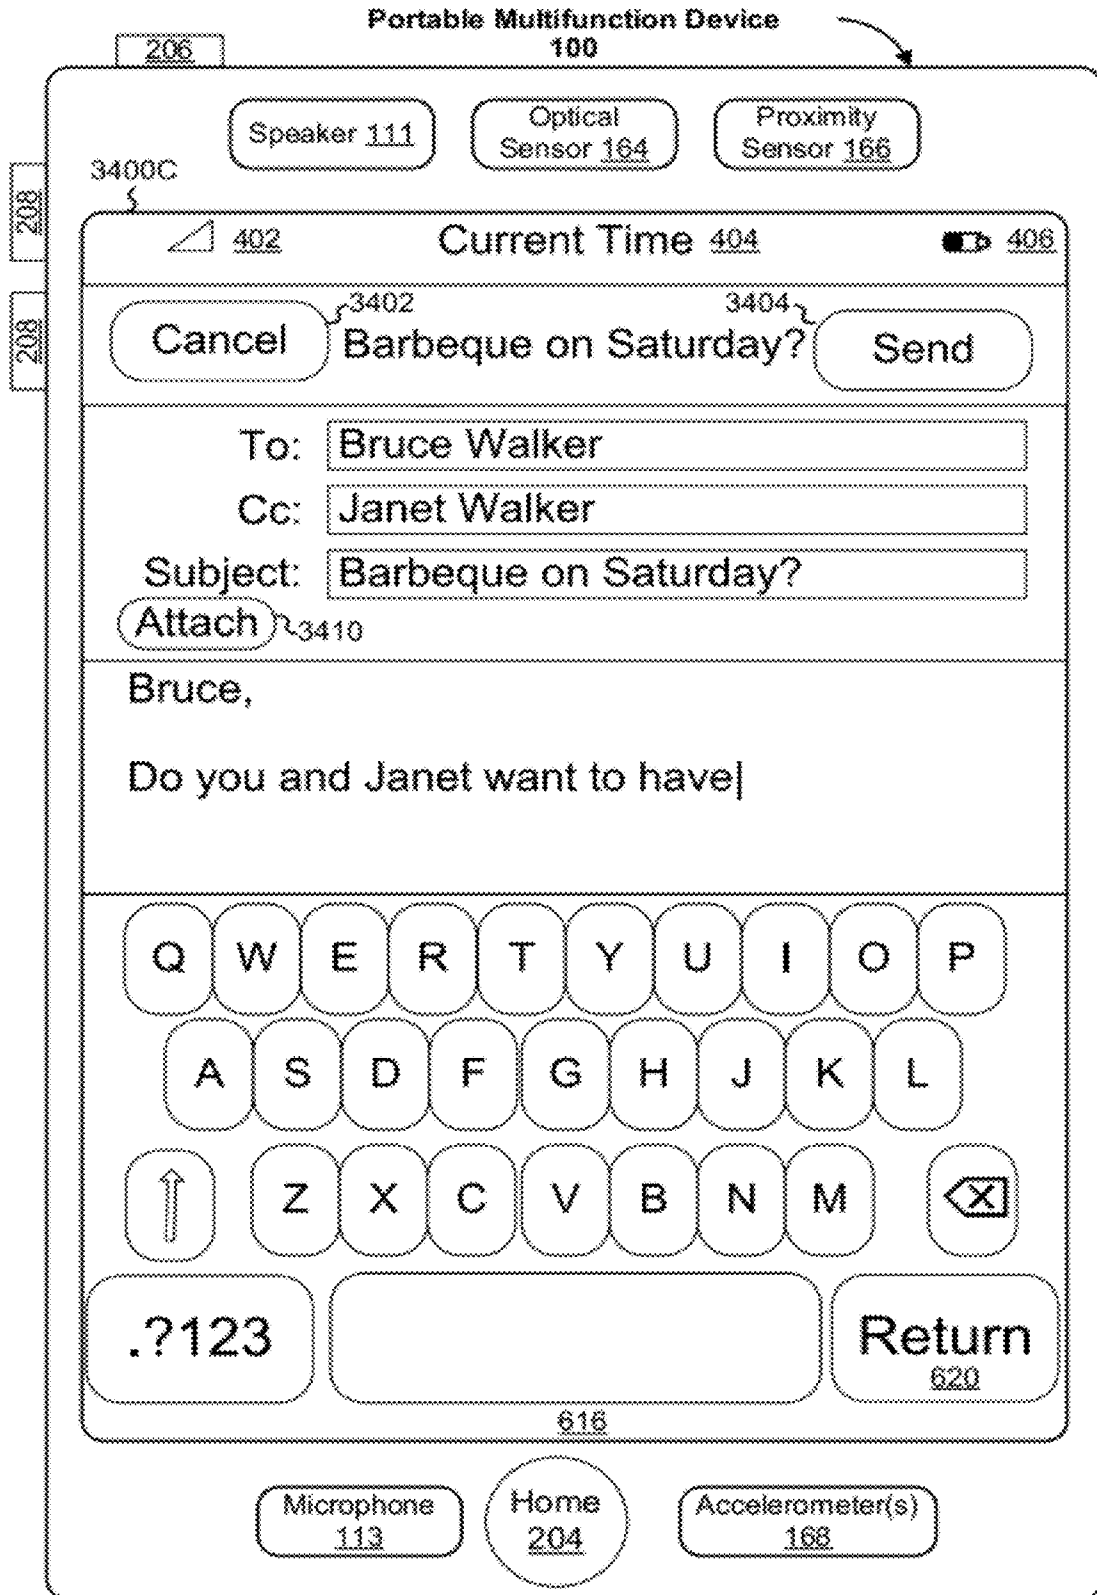 Portable Multifunction Device
100
206
Speaker 111
Optical
Sensor 164
Proximity
Sensor 166
3400C
208
208
402
Current Time 404
406
3402
3404
Cancel
Barbeque on Saturday?
Send
To: Bruce Walker
Cc: Janet Walker
Subject: Barbeque on Saturday?
Attach
3410
Bruce,
Do you and Janet want to have
Q W E R T Y U I O P
A S D F G H J K L
Z X C V B N M
.?123
Return
620
616
Microphone
113
Home
204
Accelerometer(s)
168